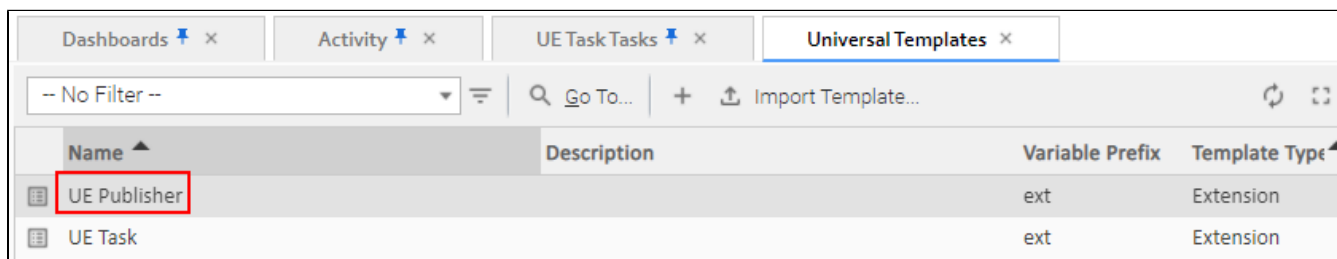 Dashboards × Activity × UE Task Tasks × Universal Templates ×
-- No Filter -- Go To... + Import Template...
Name Description Variable Prefix Template Type
UE Publisher ext Extension
UE Task ext Extension